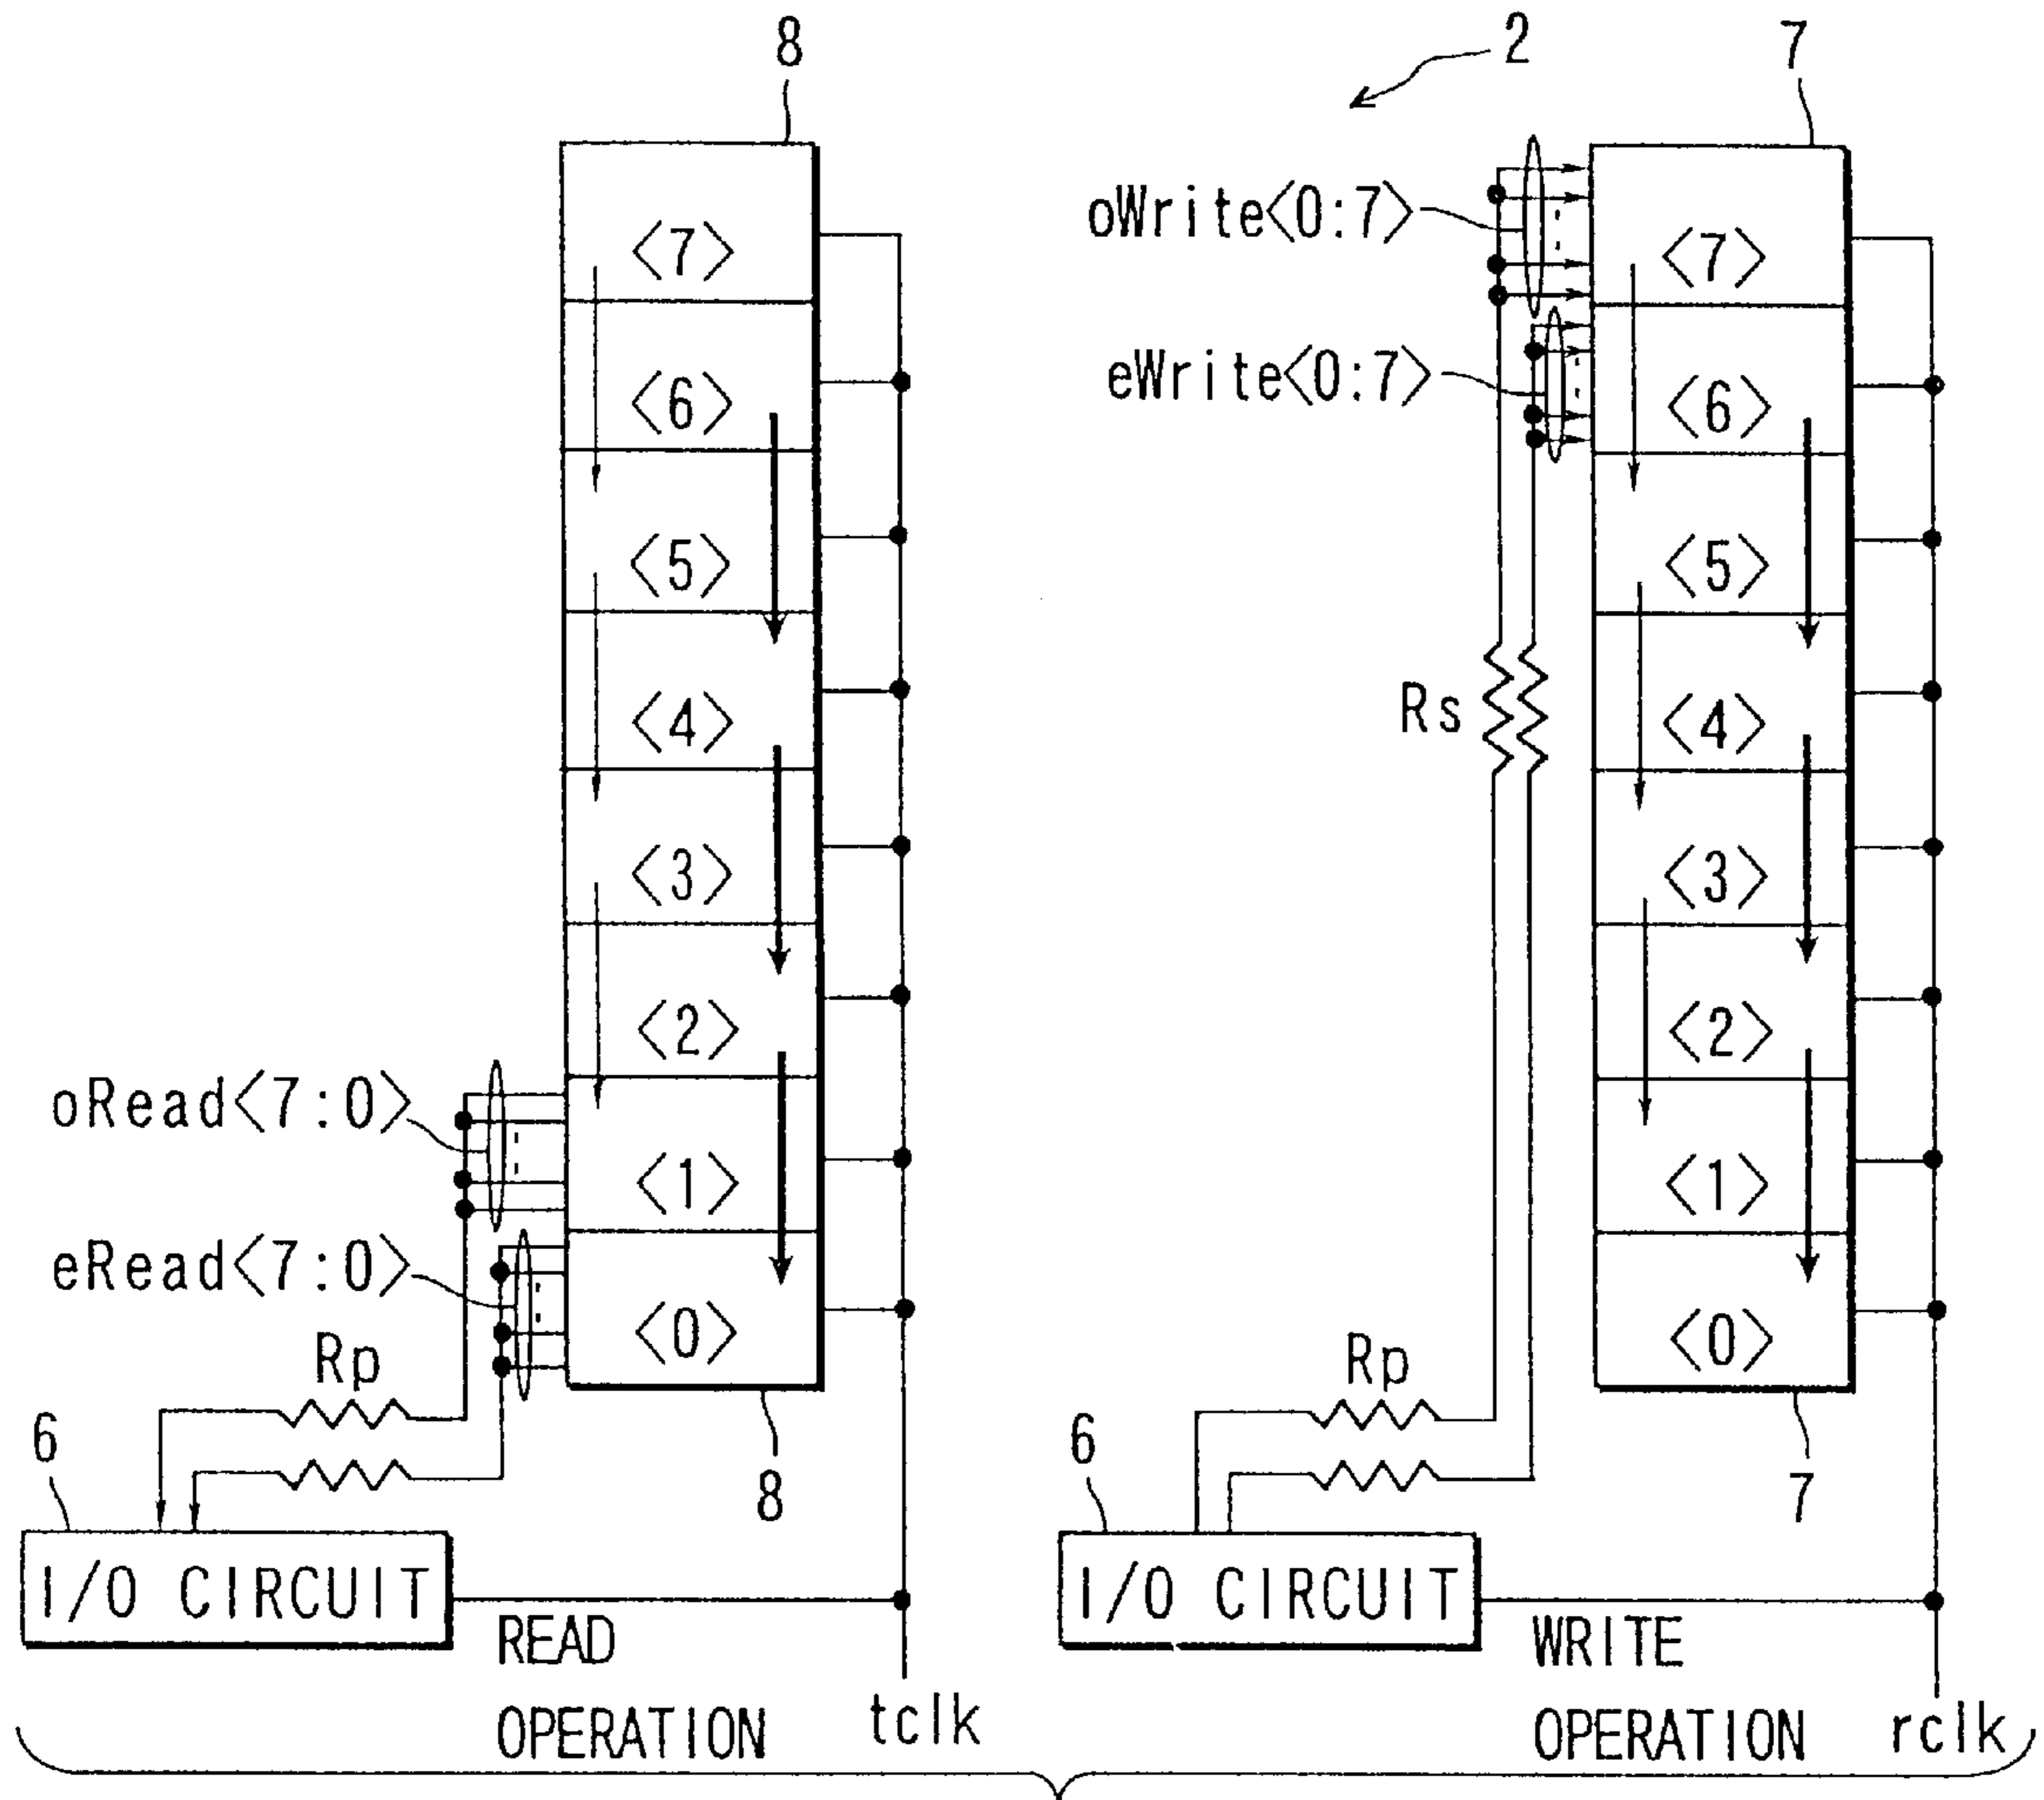 8
2
7
oWrite<0:7>
eWrite<0:7>
<7>
<6>
<5>
<4>
<3>
<2>
<1>
<0>
<7>
<6>
<5>
<4>
<3>
<2>
<1>
<0>
Rs
oRead<7:0>
eRead<7:0>
Rp
Rp
6
8
6
7
I/O CIRCUIT
I/O CIRCUIT
READ
OPERATION
tclk
WRITE
OPERATION
rclk